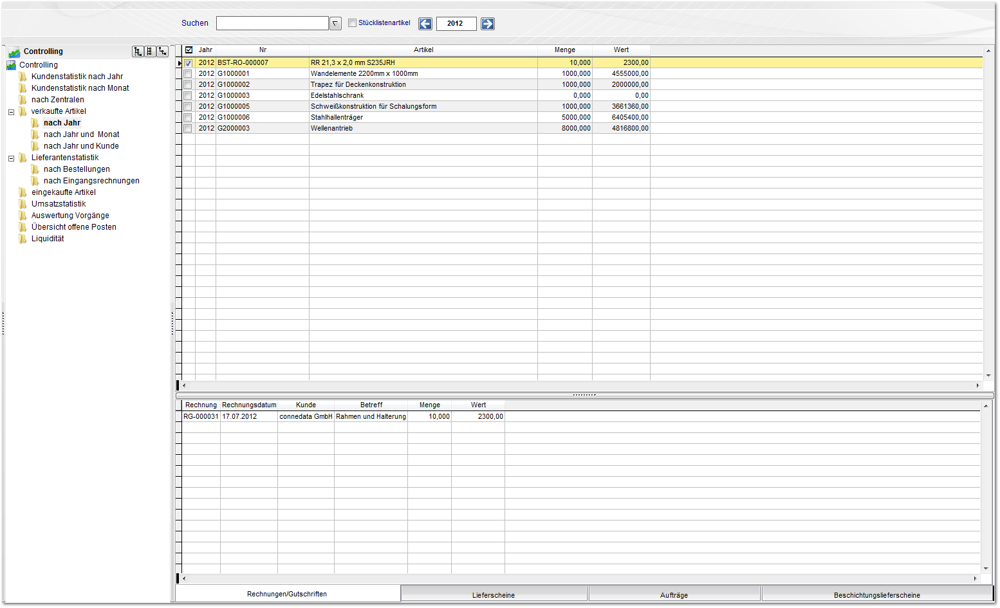 Suchen Stücklistenartikel 2012
Controlling
Controlling
Kundenstatistik nach Jahr
Kundenstatistik nach Monat
nach Zentralen
verkaufte Artikel
nach Jahr
nach Jahr und Monat
nach Jahr und Kunde
Lieferantenstatistik
nach Bestellungen
nach Eingangsrechnungen
eingekaufte Artikel
Umsatzstatistik
Auswertung Vorgänge
Übersicht offene Posten
Liquidität
Jahr Nr Artikel Menge Wert
2012 BST-RO-000007 RR 21,3 x 2,0 mm S235JRH 10,000 2300,00
2012 G1000001 Wandelemente 2200mm x 1000mm 1000,000 4555000,00
2012 G1000002 Trapez für Deckenkonstruktion 1000,000 2000000,00
2012 G1000003 Edelstahlschrank 0,000 0,00
2012 G1000005 Schweißkonstruktion für Schalungsform 1000,000 3661360,00
2012 G1000006 Stahlhallenträger 5000,000 6405400,00
2012 G2000003 Wellenantrieb 8000,000 4816800,00
Rechnung Rechnungsdatum Kunde Betreff Menge Wert
RG-000031 17.07.2012 connedata GmbH Rahmen und Halterung 10,000 2300,00
Rechnungen/Gutschriften Lieferscheine Aufträge Beschichtungslieferscheine